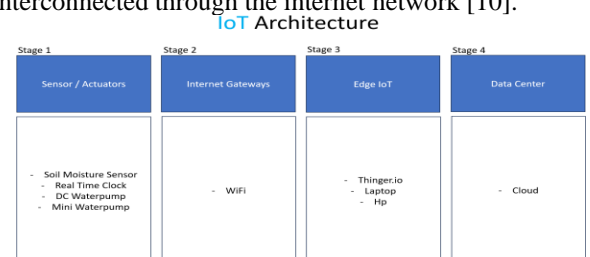 nterconnected through the internet network [10].
IoT Architecture
Stage 1
Stage 2
Stage 3
Stage 4
Sensor / Actuators
Internet Gateways
Edge IoT
Data Center
- Soil Moisture Sensor
- Real Time Clock
- DC Waterpump
- Mini Waterpump
- WiFi
- Thinger.io
- Laptop
- Hp
- Cloud